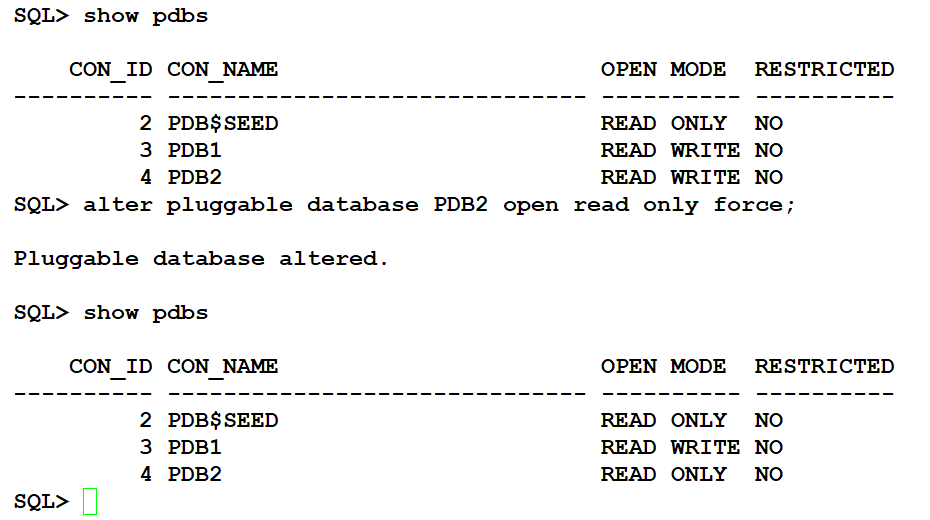 SQL> show pdbs
    CON_ID CON_NAME                       OPEN MODE  RESTRICTED
---------- ------------------------------ ---------- ----------
         2 PDB$SEED                       READ ONLY  NO
         3 PDB1                           READ WRITE NO
         4 PDB2                           READ WRITE NO
SQL> alter pluggable database PDB2 open read only force;
Pluggable database altered.
SQL> show pdbs
    CON_ID CON_NAME                       OPEN MODE  RESTRICTED
---------- ------------------------------ ---------- ----------
         2 PDB$SEED                       READ ONLY  NO
         3 PDB1                           READ WRITE NO
         4 PDB2                           READ ONLY  NO
SQL>